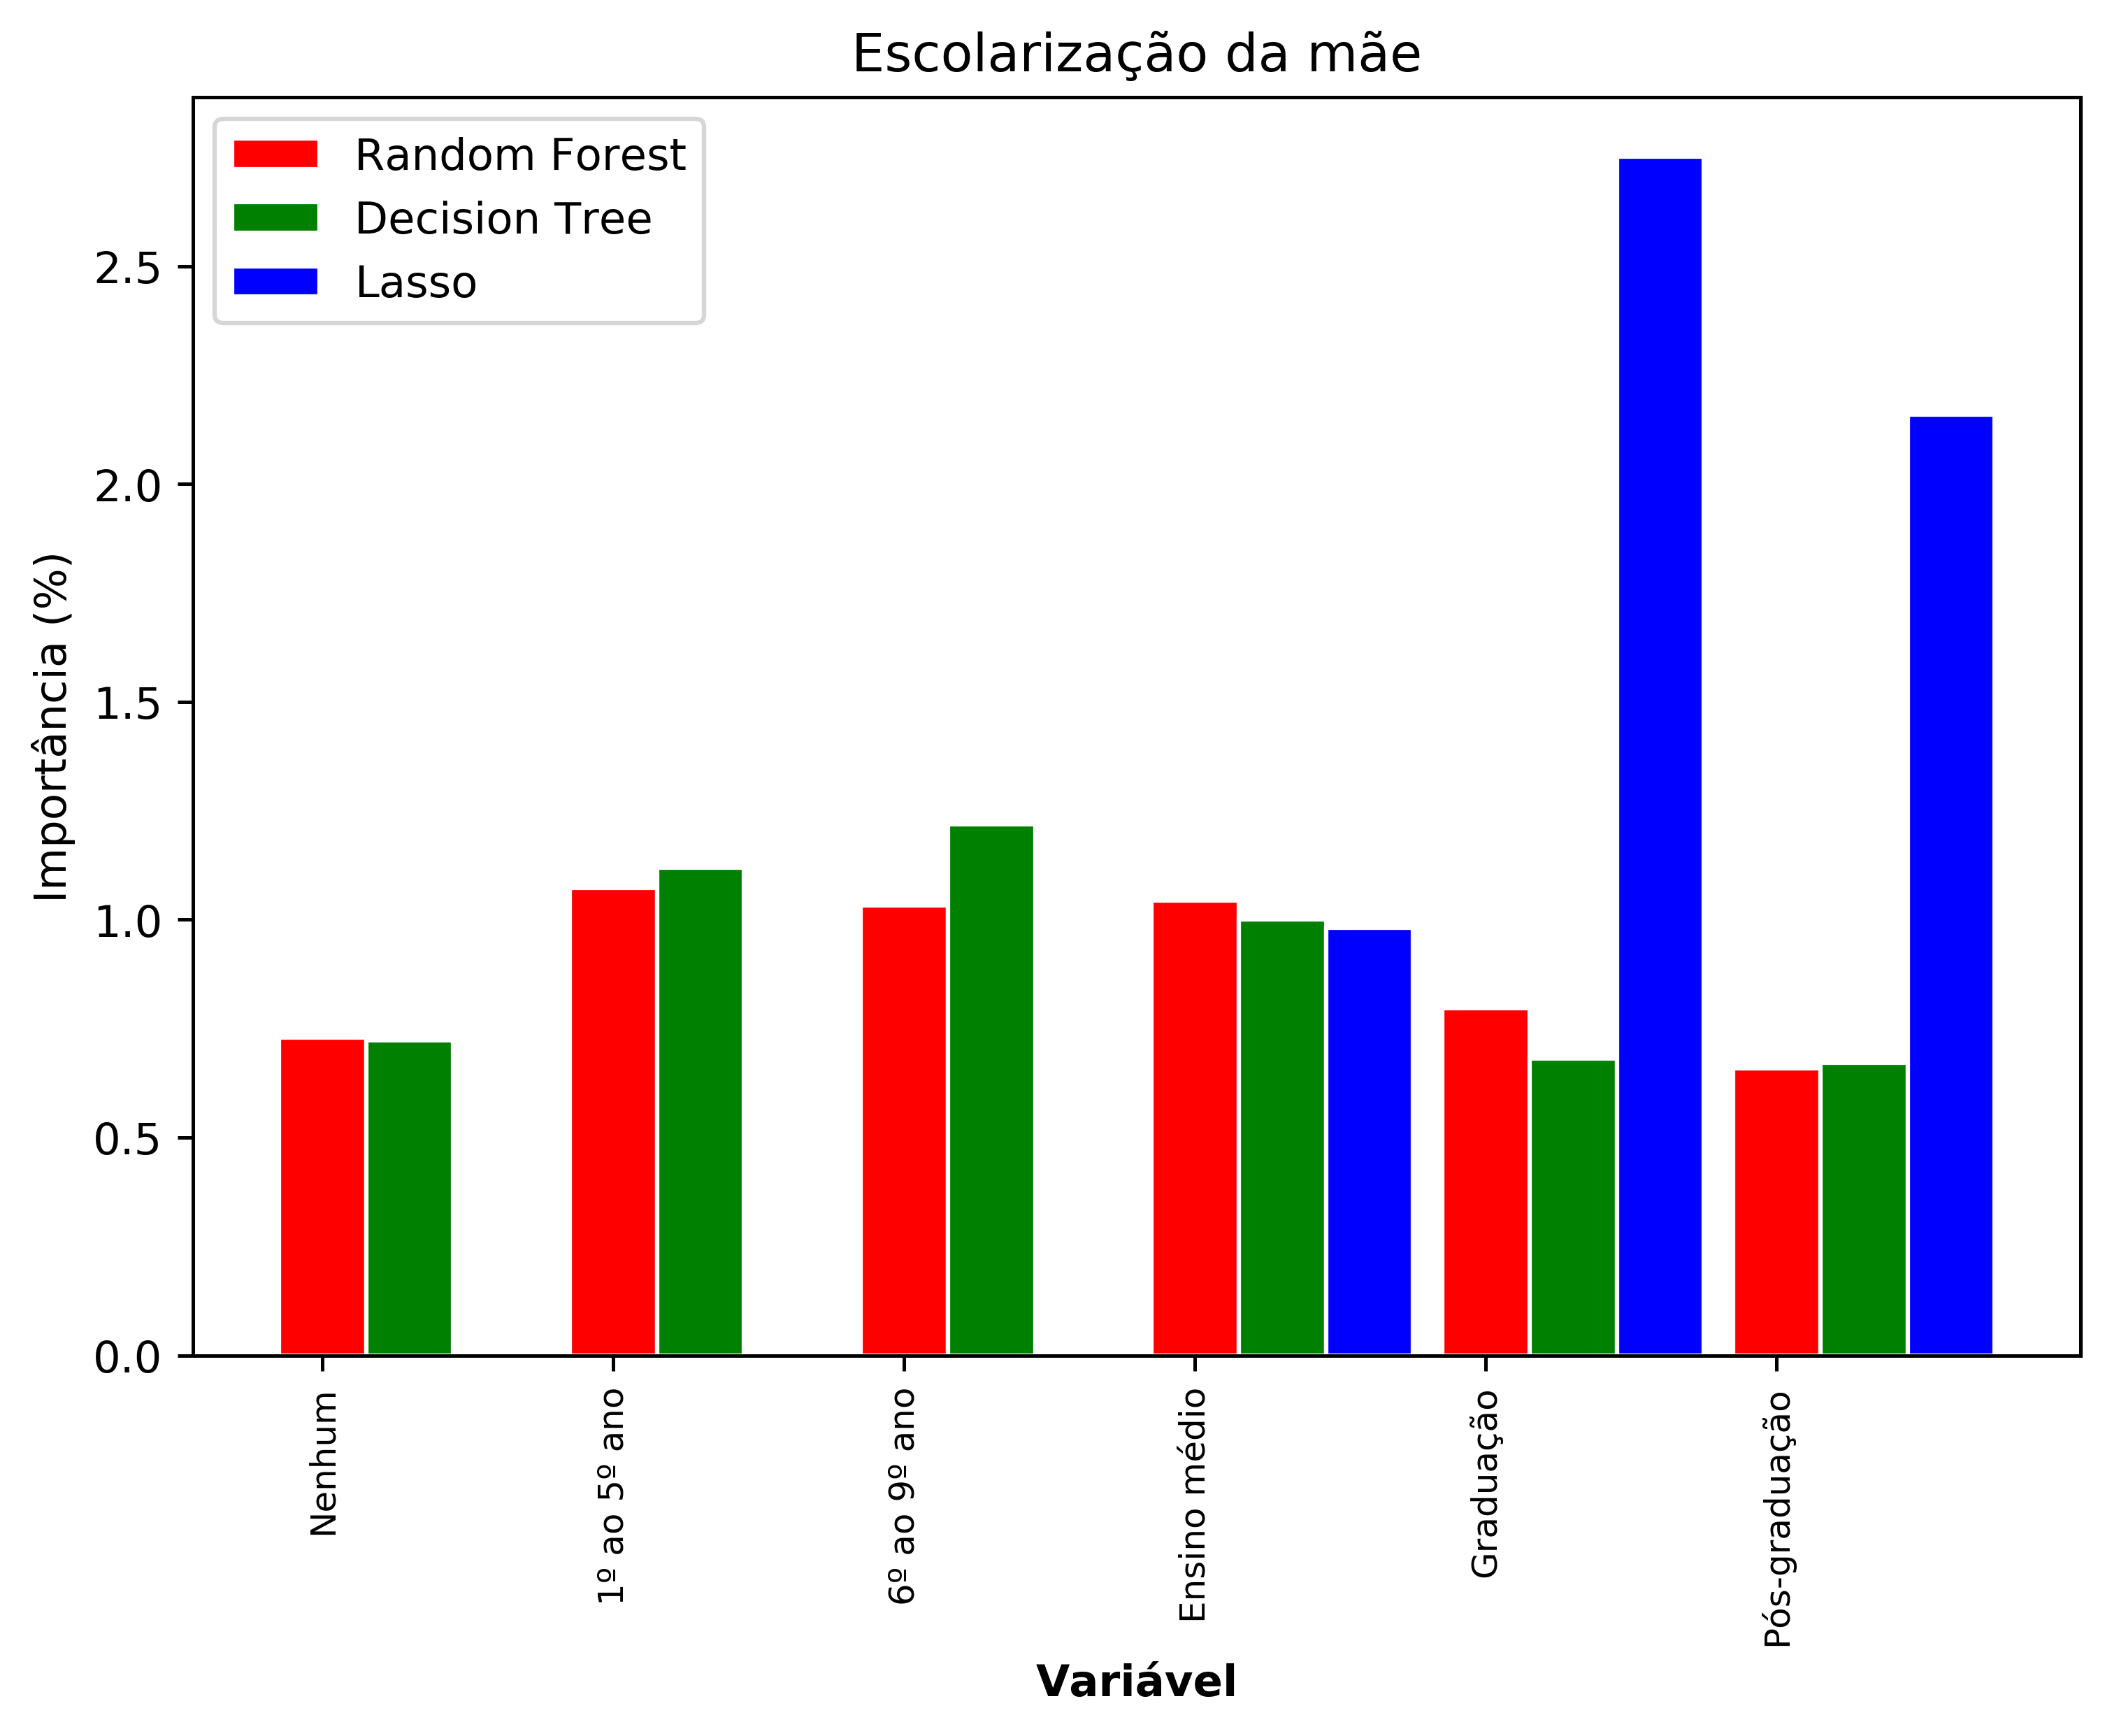 Escolarização da mãe
Random Forest
Decision Tree
Lasso
Importância (%)
2.5
2.0
1.5
1.0
0.5
0.0
Nenhum
1º ao 5º ano
6º ao 9º ano
Ensino médio
Graduação
Pós-graduação
Variável